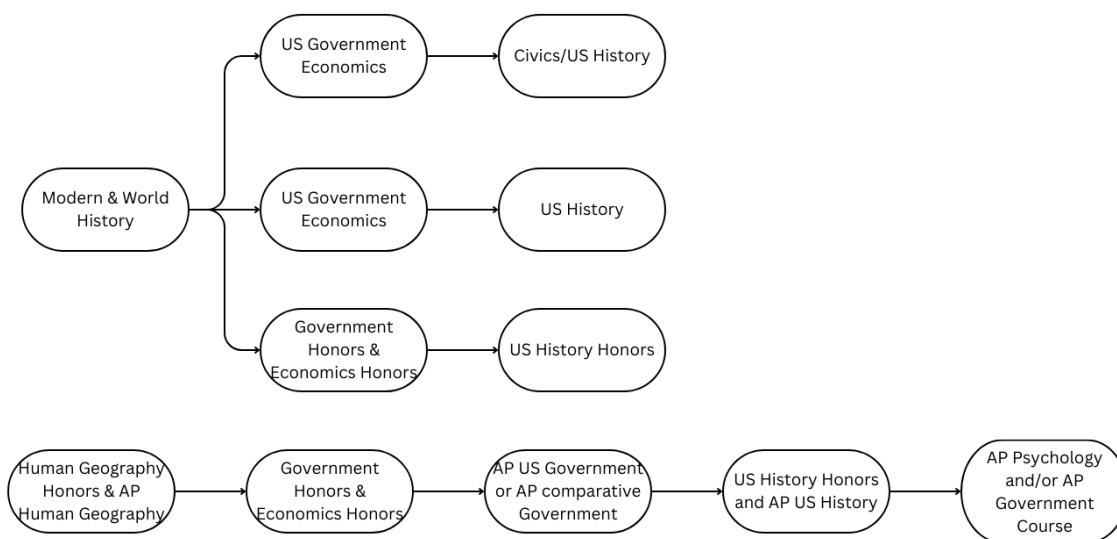 US Government
Economics
Civics/US History
Modern & World
History
US Government
Economics
US History
Government
Honors &
Economics Honors
US History Honors
Human Geography
Honors & AP
Human Geography
Government
Honors &
Economics Honors
AP US Government
or AP comparative
Government
US History Honors
and AP US History
AP Psychology
and/or AP
Government
Course